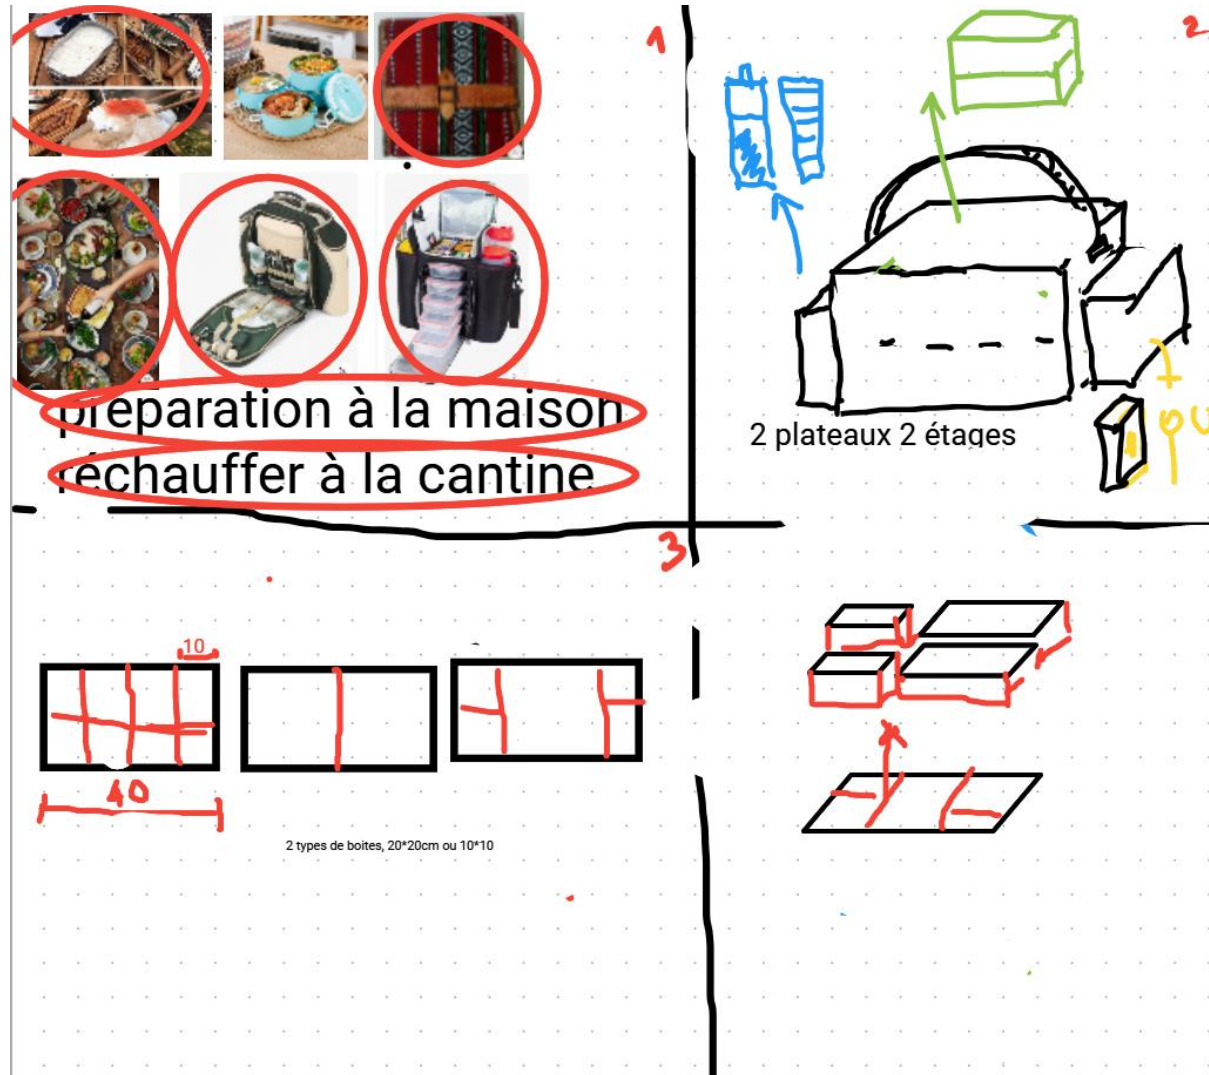 1
préparation à la maison
réchauffer à la cantine
2
2 plateaux 2 étages
ou
3
10
40
2 types de boites, 20*20cm ou 10*10